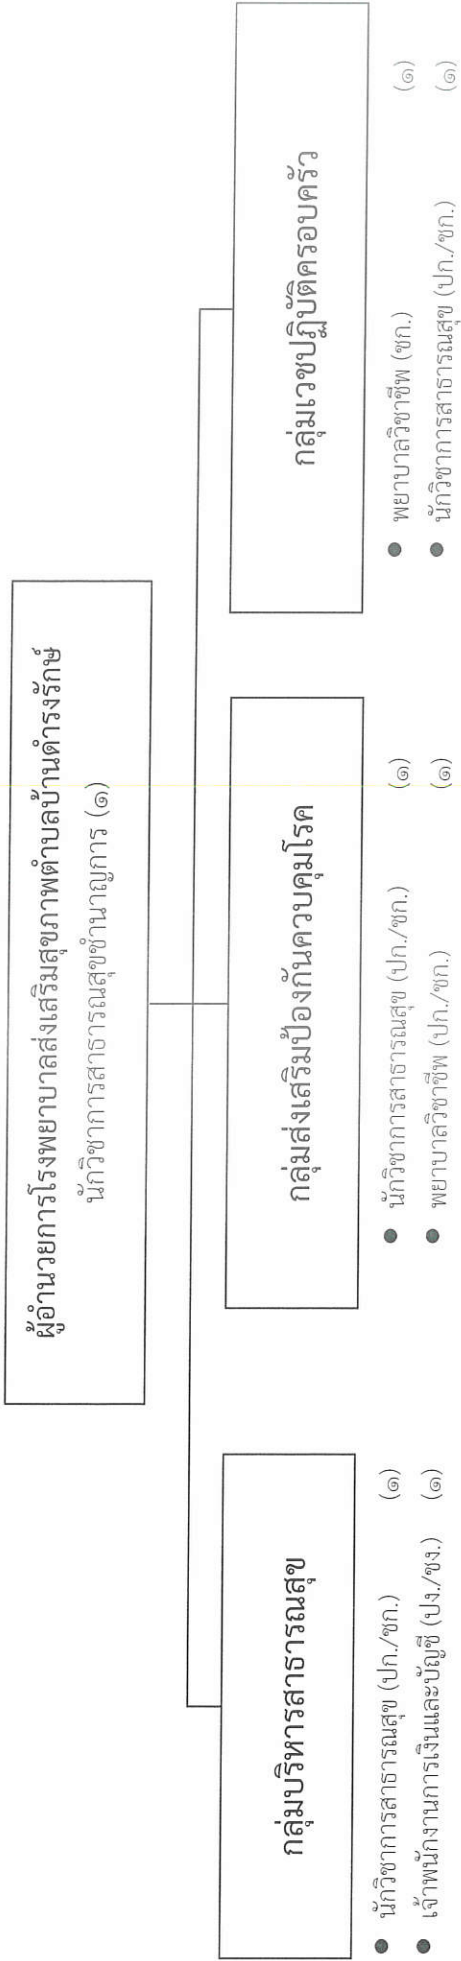 ผู้อำนวยการโรงพยาบาลส่งเสริมสุขภาพตำบลบ้านดำรงรักษ์
นักวิชาการสาธารณสุขชำนาญการ (๑)
กลุ่มบริหารสาธารณสุข
● นักวิชาการสาธารณสุข (ปก./ชก.) (๑)
● เจ้าพนักงานการเงินและบัญชี (ปง./ชง.) (๑)
กลุ่มส่งเสริมป้องกันควบคุมโรค
● นักวิชาการสาธารณสุข (ปก./ชก.) (๑)
● พยาบาลวิชาชีพ (ปก./ชก.) (๑)
กลุ่มเวชปฏิบัติครอบครัว
● พยาบาลวิชาชีพ (ชก.) (๑)
● นักวิชาการสาธารณสุข (ปก./ชก.) (๑)